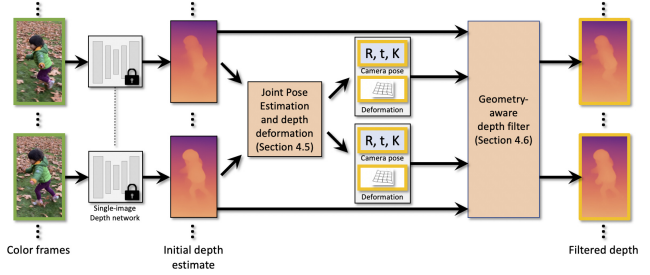 R, t, K
Camera pose
Deformation
Joint Pose
Estimation
and depth
deformation
(Section 4.5)
Geometry-
aware
depth filter
(Section 4.6)
R, t, K
Camera pose
Deformation
Single-image
Depth network
Color frames
Initial depth
estimate
Filtered depth